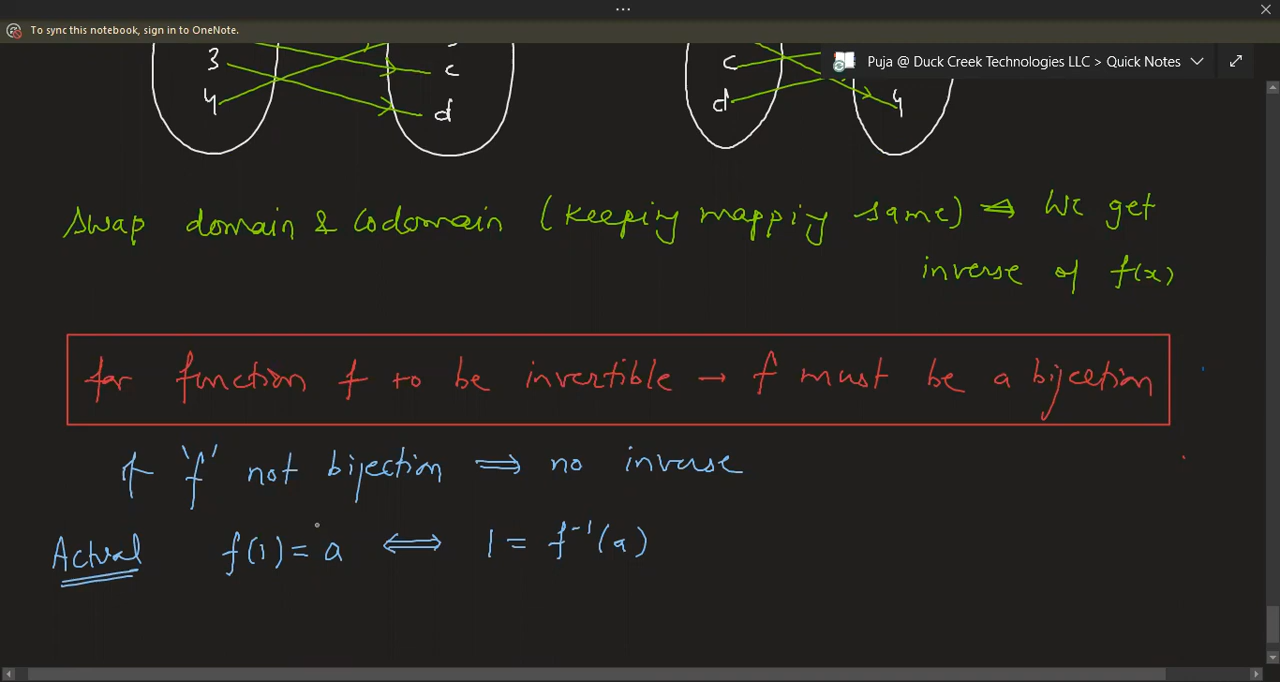 ...
To sync this notebook, sign in to OneNote.
Puja @ Duck Creek Technologies LLC > Quick Notes
3 c c
4 d d 4
Swap domain & codomain (keepiy mappiy same) ⇒ We get
inverse of f(x)
for function f to be invertible → f must be a bijection
If 'f' not bijection ⟹ no inverse
Actual f(1) = a ⟺ 1 = f⁻¹(a)